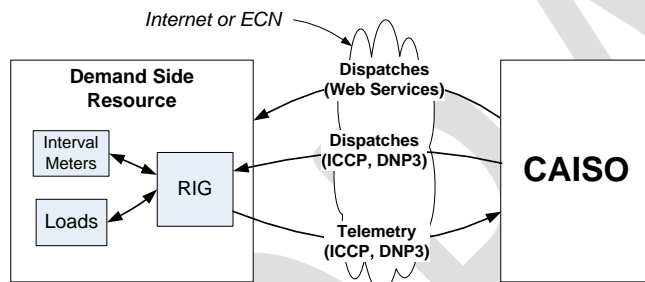 Internet or ECN
Demand Side
Resource
Interval
Meters
Loads
RIG
Dispatches
(Web Services)
Dispatches
(ICCP, DNP3)
Telemetry
(ICCP, DNP3)
CAISO